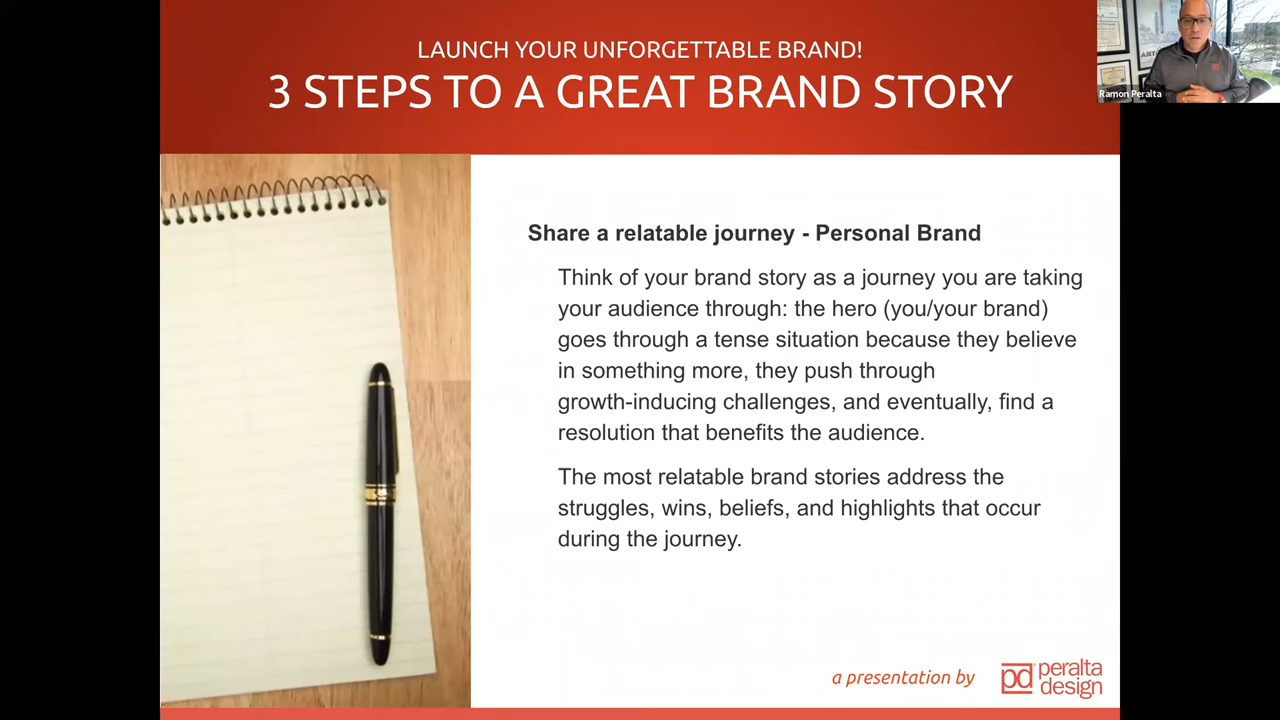 LAUNCH YOUR UNFORGETTABLE BRAND!
3 STEPS TO A GREAT BRAND STORY
Ramon Peralta
Share a relatable journey - Personal Brand
Think of your brand story as a journey you are taking
your audience through: the hero (you/your brand)
goes through a tense situation because they believe
in something more, they push through
growth-inducing challenges, and eventually, find a
resolution that benefits the audience.
The most relatable brand stories address the
struggles, wins, beliefs, and highlights that occur
during the journey.
a presentation by
pd peralta
design